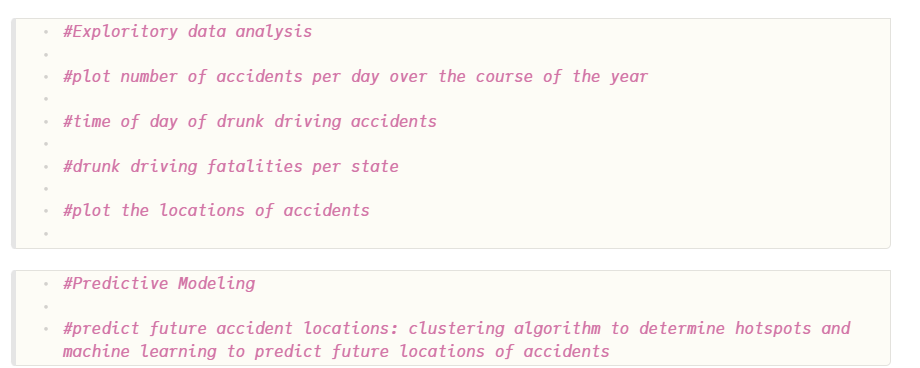 #Exploritory data analysis
#plot number of accidents per day over the course of the year
#time of day of drunk driving accidents
#drunk driving fatalities per state
#plot the locations of accidents
#Predictive Modeling
#predict future accident locations: clustering algorithm to determine hotspots and
machine learning to predict future locations of accidents